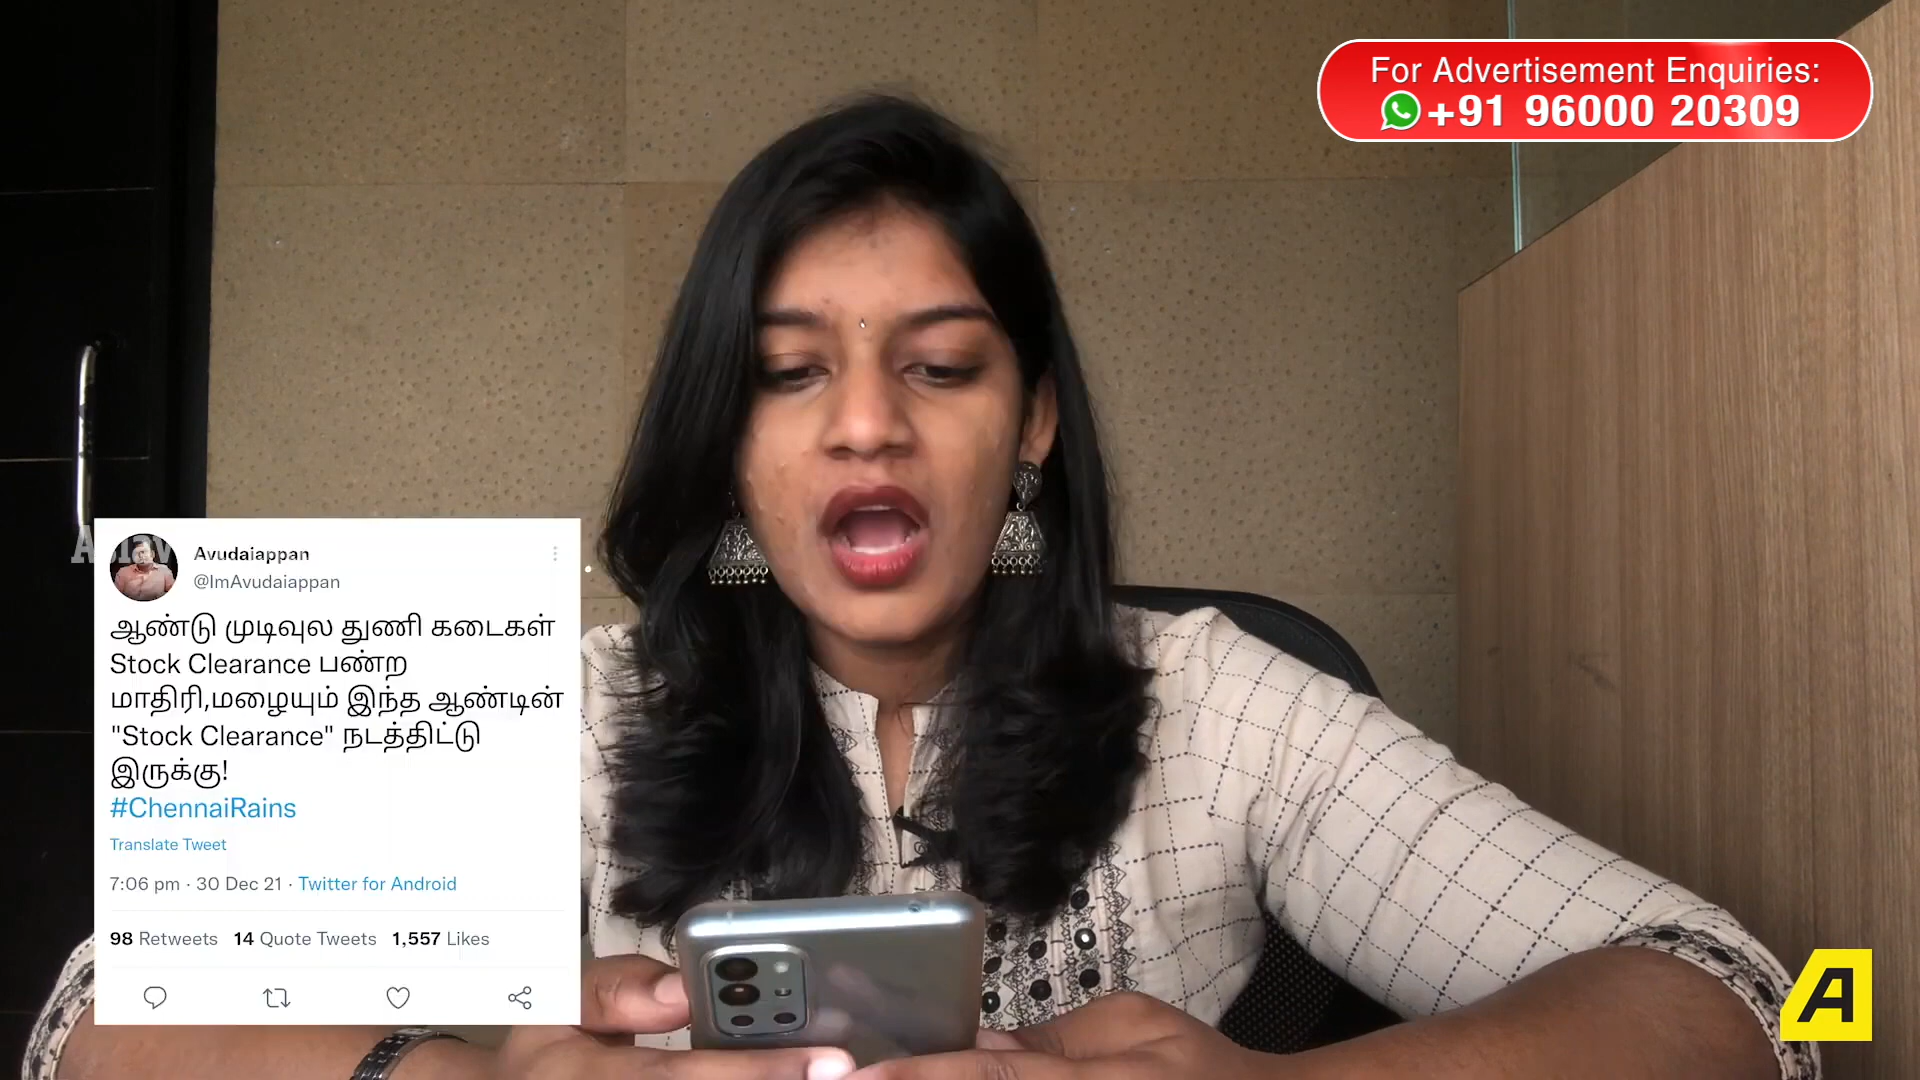 For Advertisement Enquiries:
+91 96000 20309
Avudaiappan
@ImAvudaiappan
ஆண்டு முடிவுல துணி கடைகள்
Stock Clearance பண்ற
மாதிரி,மழையும் இந்த ஆண்டின்
"Stock Clearance" நடத்திட்டு
இருக்கு!
#ChennaiRains
Translate Tweet
7:06 pm · 30 Dec 21 · Twitter for Android
98 Retweets 14 Quote Tweets 1,557 Likes
A